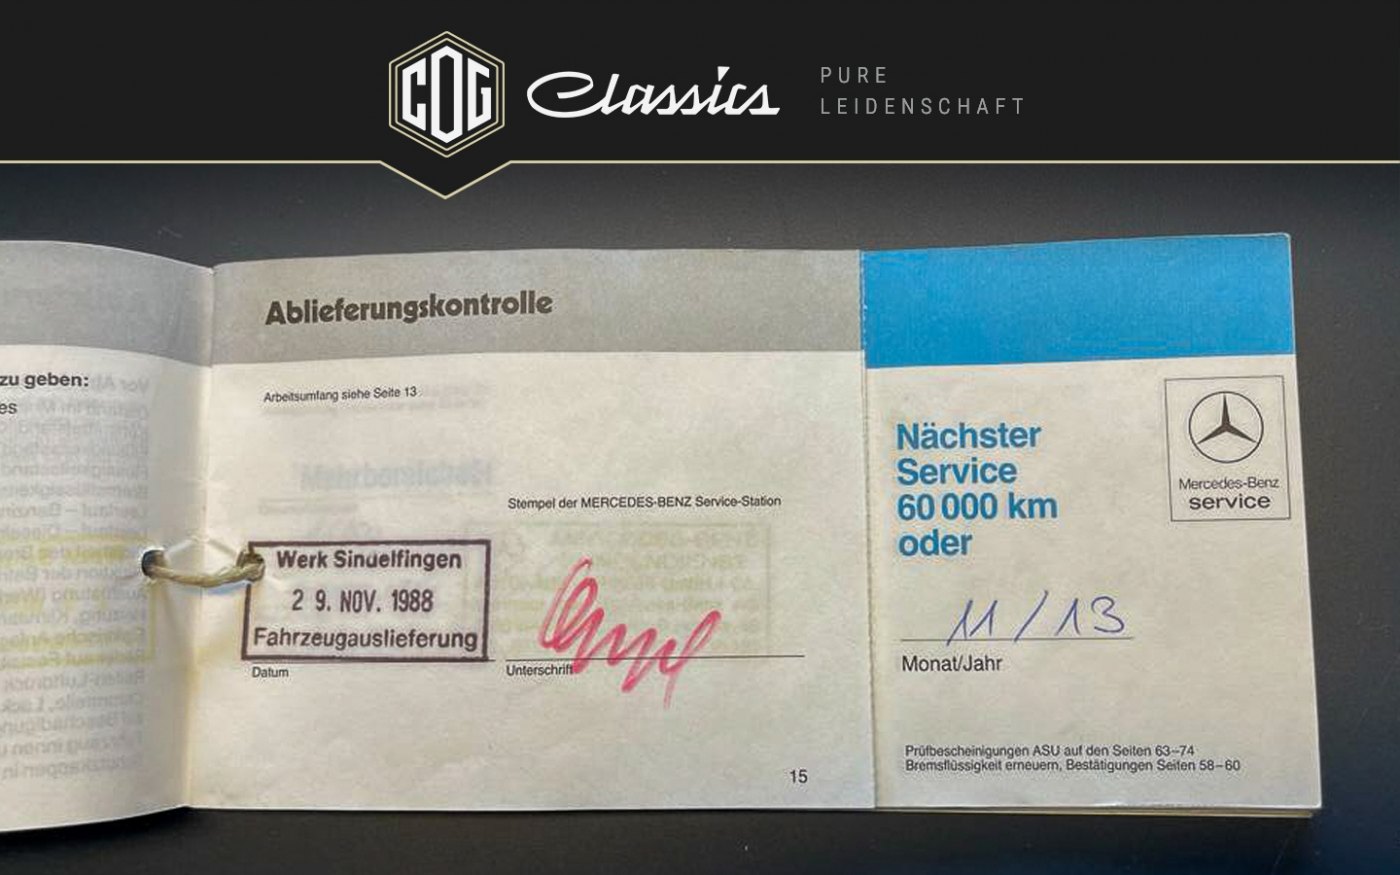 COG Classics PURE
LEIDENSCHAFT
zu geben:
es
Ablieferungskontrolle
Arbeitsumfang siehe Seite 13
Stempel der MERCEDES-BENZ Service-Station
Werk Sindelfingen
29. NOV. 1988
Fahrzeugauslieferung
Datum
Unterschrift
15
Mercedes-Benz
service
Nächster
Service
60 000 km
oder
11/13
Monat/Jahr
Prüfbescheinigungen ASU auf den Seiten 63–74
Bremsflüssigkeit erneuern, Bestätigungen Seiten 58–60